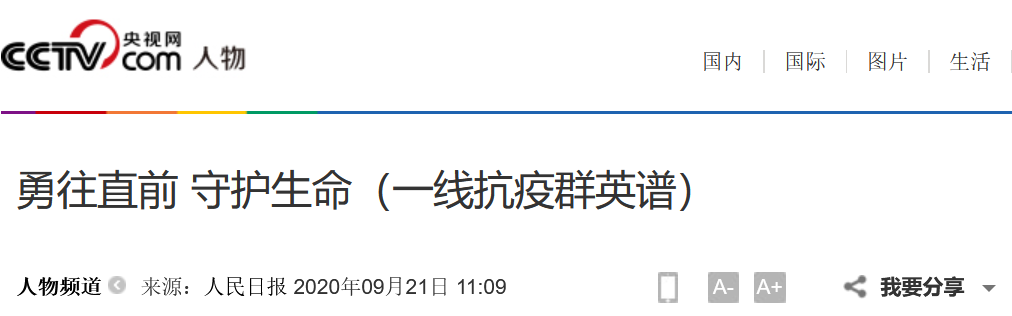 CCTV.com 央视网 人物
国内 国际 图片 生活
勇往直前 守护生命（一线抗疫群英谱）
人物频道 来源：人民日报 2020年09月21日 11:09 A- A+ 我要分享